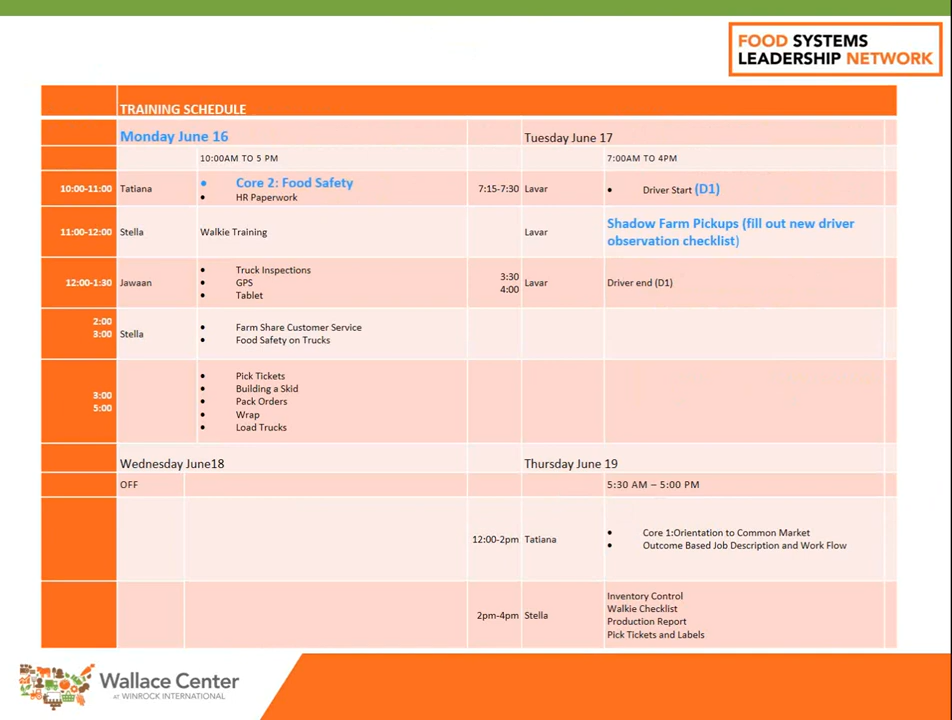 FOOD SYSTEMS
LEADERSHIP NETWORK
TRAINING SCHEDULE
Monday June 16
Tuesday June 17
10:00AM TO 5 PM
7:00AM TO 4PM
10:00-11:00 Tatiana
• Core 2: Food Safety
• HR Paperwork
7:15-7:30 Lavar
• Driver Start (D1)
11:00-12:00 Stella Walkie Training
Lavar
Shadow Farm Pickups (fill out new driver
observation checklist)
12:00-1:30 Jawaan
• Truck Inspections
• GPS
• Tablet
3:30
4:00
Lavar
Driver end (D1)
2:00
3:00
Stella
• Farm Share Customer Service
• Food Safety on Trucks
3:00
5:00
• Pick Tickets
• Building a Skid
• Pack Orders
• Wrap
• Load Trucks
Wednesday June18
Thursday June 19
OFF
5:30 AM – 5:00 PM
12:00-2pm Tatiana
• Core 1:Orientation to Common Market
• Outcome Based Job Description and Work Flow
2pm-4pm Stella
Inventory Control
Walkie Checklist
Production Report
Pick Tickets and Labels
Wallace Center
AT WINROCK INTERNATIONAL